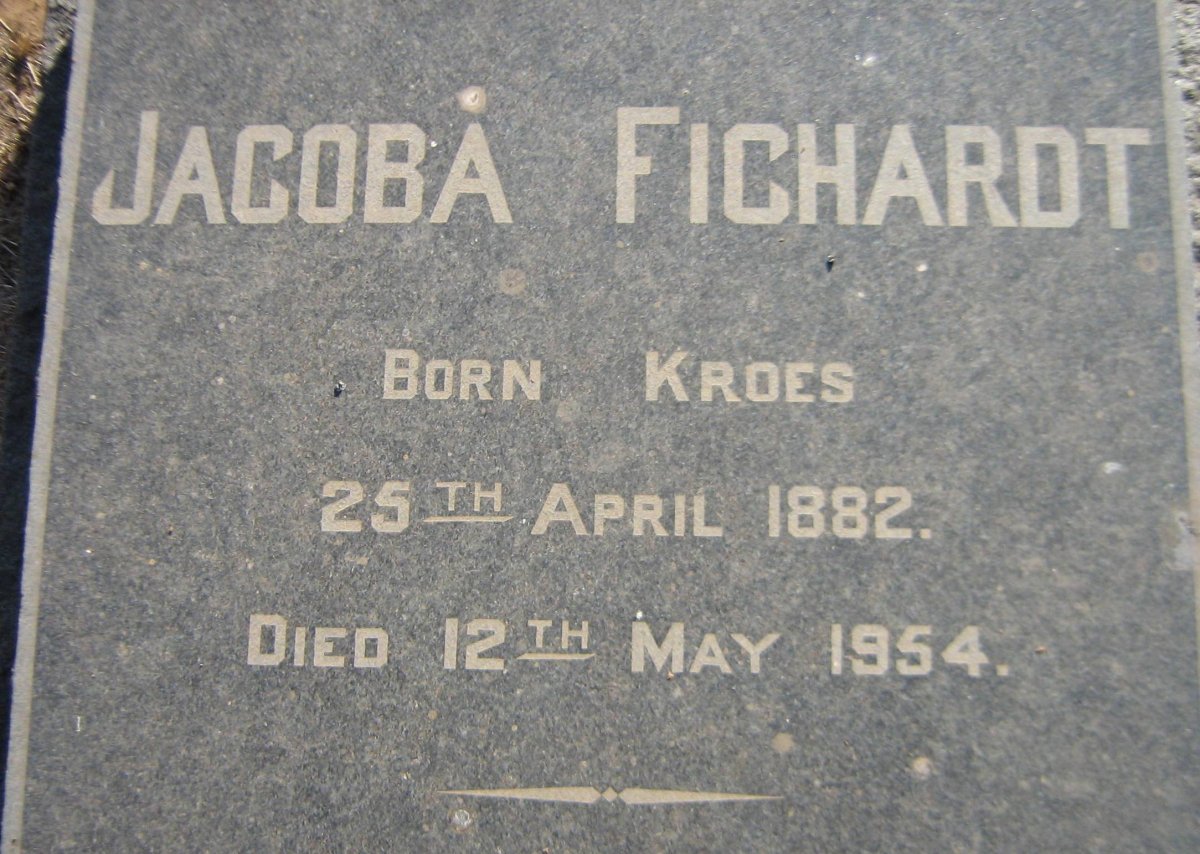 JACOBA FICHARDT
BORN KROES
25TH APRIL 1882.
DIED 12TH MAY 1954.